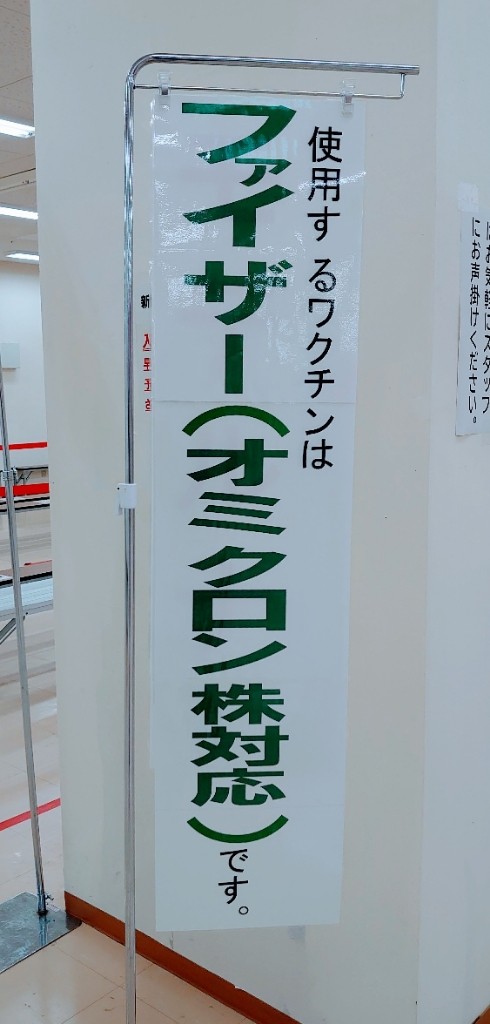 使用するワクチンは
ファイザー(オミクロン株対応)です。
にお声掛けください。
新